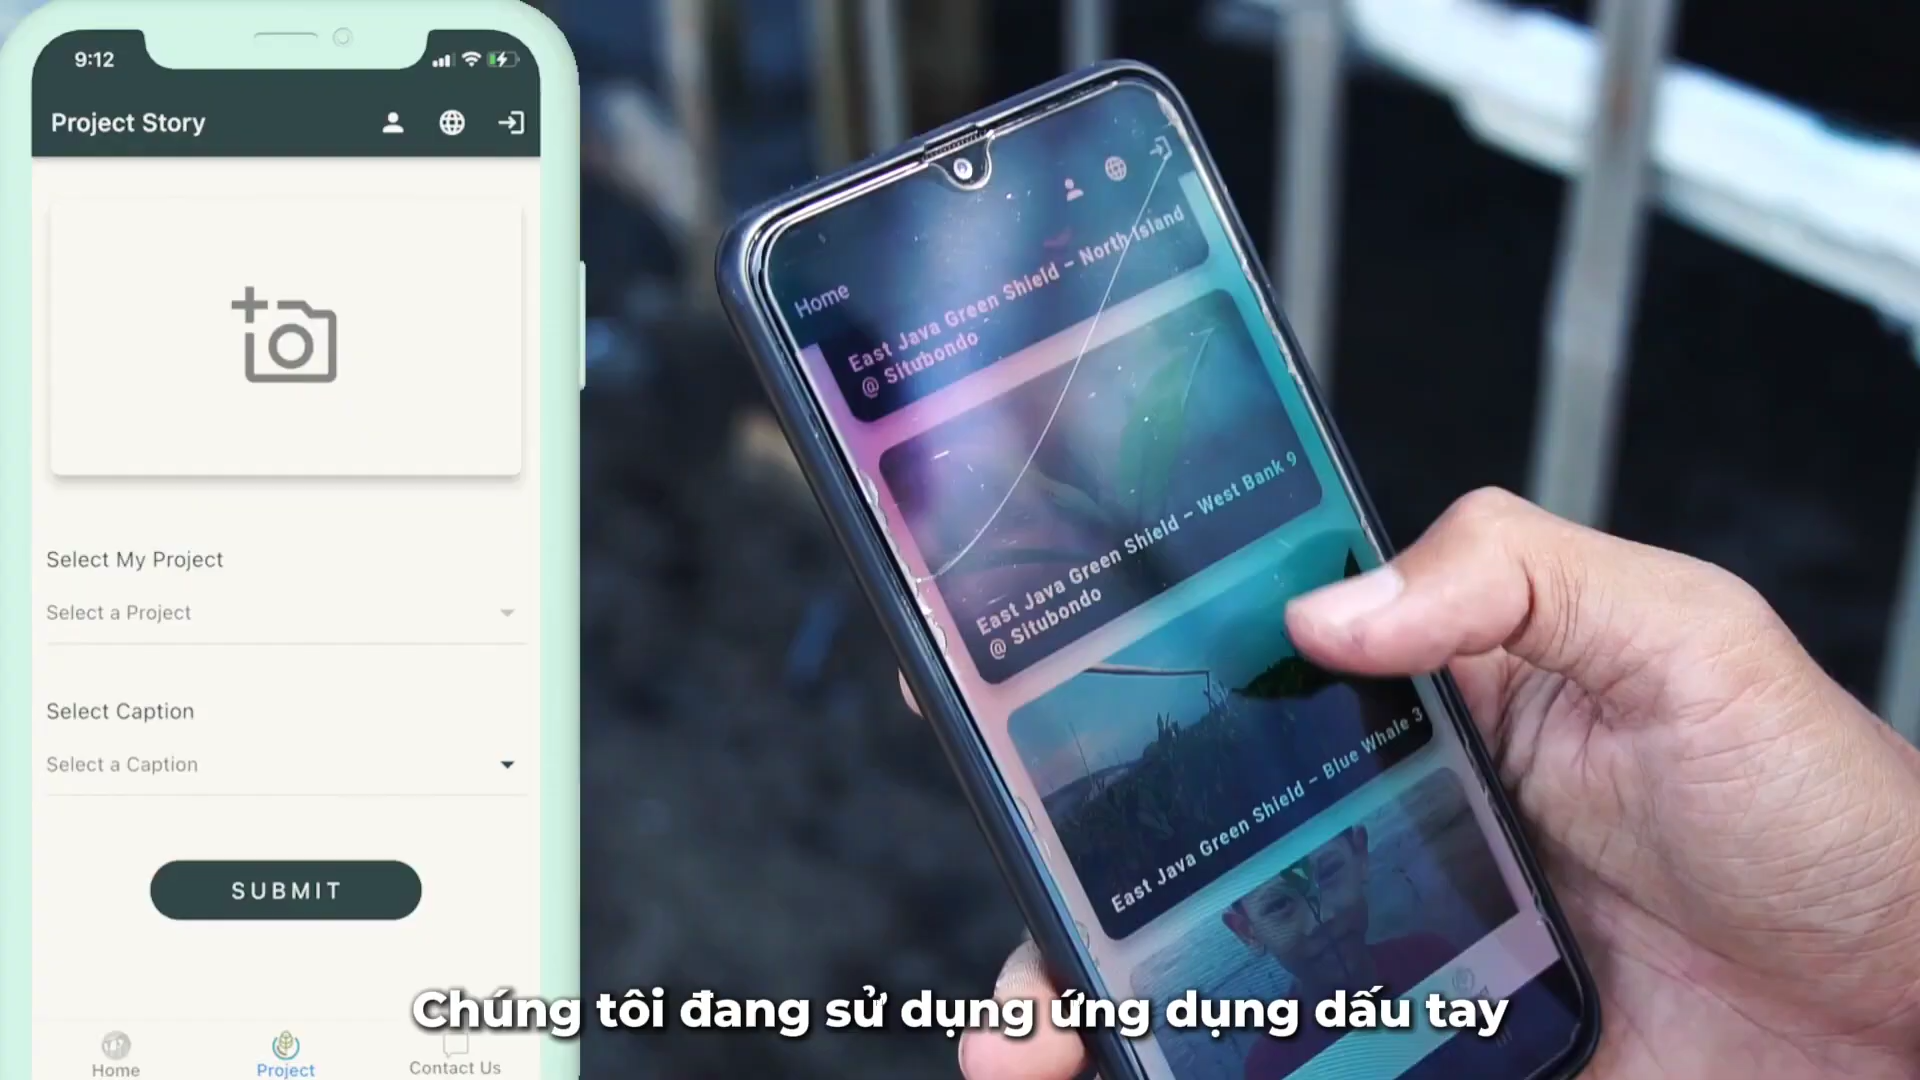 9:12
Project Story
Select My Project
Select a Project
Select Caption
Select a Caption
SUBMIT
Home
Project
Contact Us
Home
East Java Green Shield – North Island
@ Situbondo
East Java Green Shield – West Bank 9
@ Situbondo
East Java Green Shield – Blue Whale 3
Chúng tôi đang sử dụng ứng dụng dấu tay